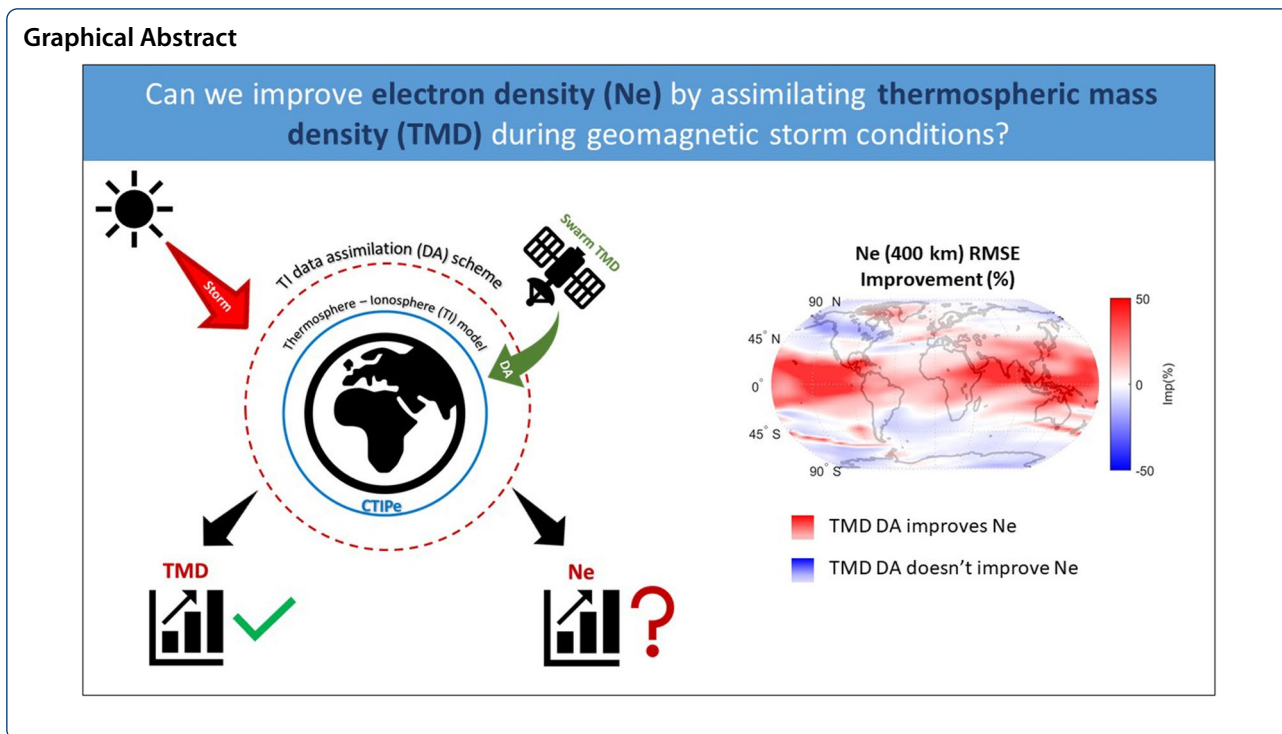 Graphical Abstract
Can we improve electron density (Ne) by assimilating thermospheric mass
density (TMD) during geomagnetic storm conditions?
Storm
TI data assimilation (DA) scheme
Thermosphere – Ionosphere (TI) model
Swarm TMD
DA
CTIPe
TMD
Ne
?
Ne (400 km) RMSE
Improvement (%)
90 N
45° N
0°
45° S
90° S
50
0
-50
Imp(%)
TMD DA improves Ne
TMD DA doesn't improve Ne